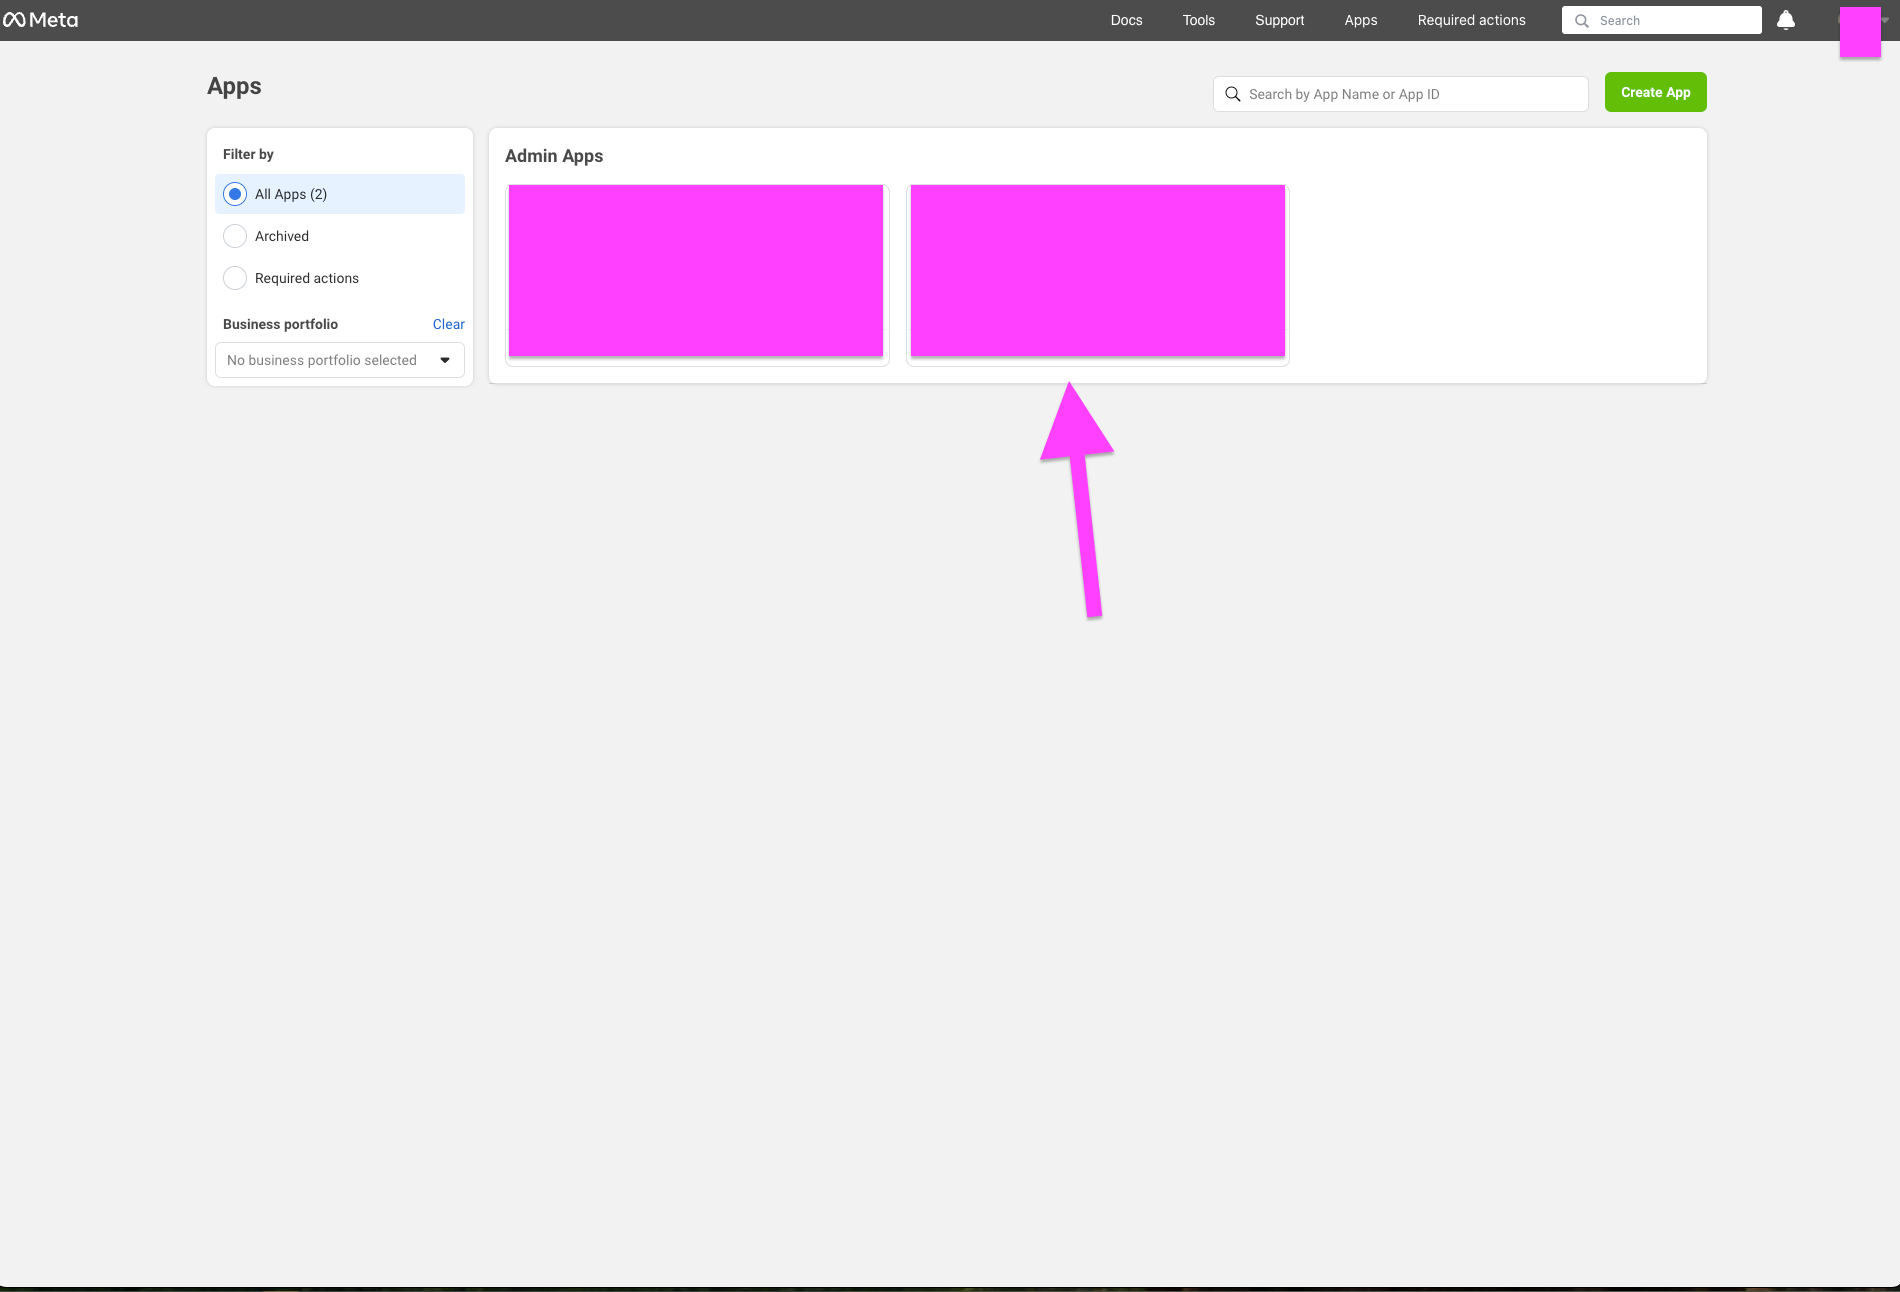 Meta
Docs
Tools
Support
Apps
Required actions
Search
Apps
Search by App Name or App ID
Create App
Filter by
All Apps (2)
Archived
Required actions
Business portfolio
Clear
No business portfolio selected
Admin Apps